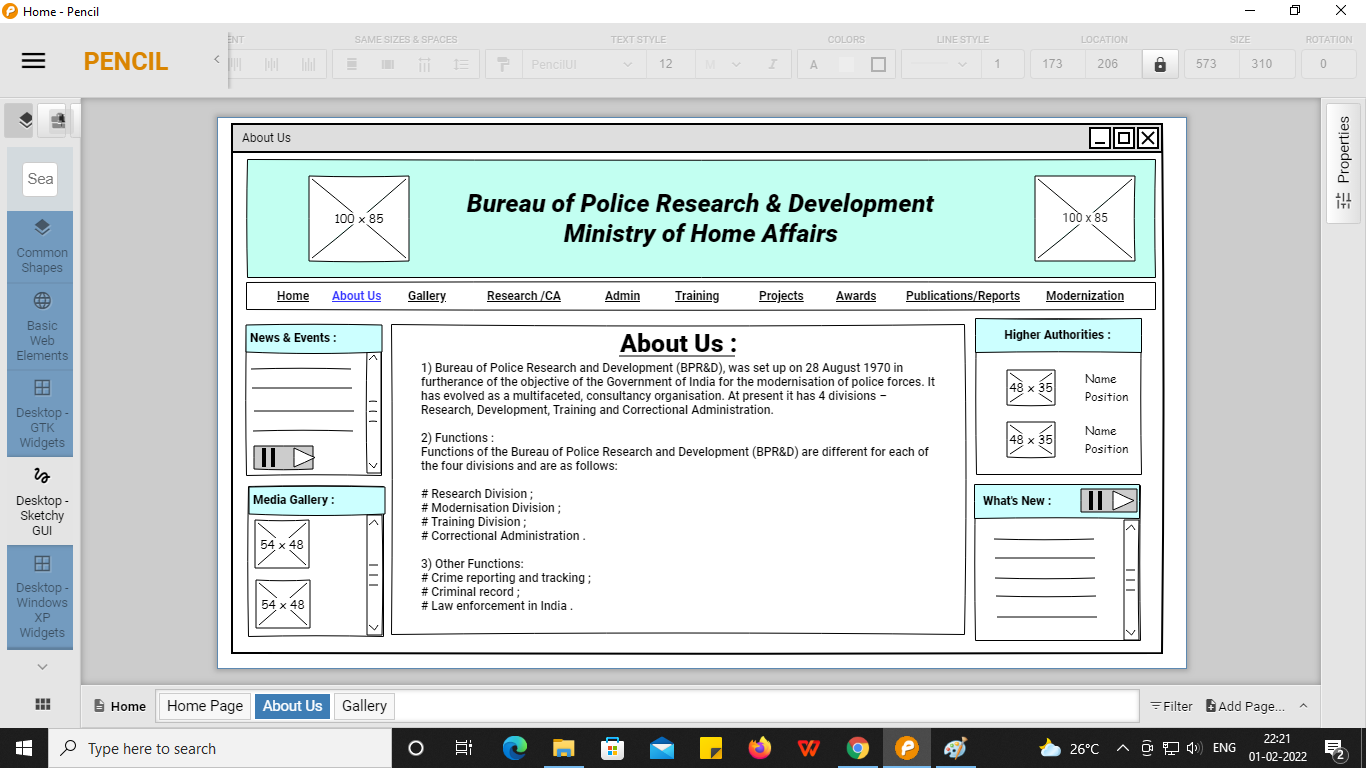 Home - Pencil
PENCIL
ENT
SAME SIZES & SPACES
TEXT STYLE
COLORS
LINE STYLE
LOCATION
SIZE
ROTATION
PencilUI
12
M
I
A
1
173
206
573
310
0
Sea
Common
Shapes
Basic
Web
Elements
Desktop -
GTK
Widgets
Desktop -
Sketchy
GUI
Desktop -
Windows
XP
Widgets
Properties
About Us
100 x 85
Bureau of Police Research & Development
Ministry of Home Affairs
100 x 85
Home About Us Gallery Research /CA Admin Training Projects Awards Publications/Reports Modernization
News & Events :
Media Gallery :
54 x 48
54 x 48
About Us :
1) Bureau of Police Research and Development (BPR&D), was set up on 28 August 1970 in
furtherance of the objective of the Government of India for the modernisation of police forces. It
has evolved as a multifaceted, consultancy organisation. At present it has 4 divisions –
Research, Development, Training and Correctional Administration.
2) Functions :
Functions of the Bureau of Police Research and Development (BPR&D) are different for each of
the four divisions and are as follows:
# Research Division ;
# Modernisation Division ;
# Training Division ;
# Correctional Administration .
3) Other Functions:
# Crime reporting and tracking ;
# Criminal record ;
# Law enforcement in India .
Higher Authorities :
48 x 35
Name
Position
48 x 35
Name
Position
What's New :
Home
Home Page
About Us
Gallery
Filter
Add Page...
Type here to search
26°C
ENG
22:21
01-02-2022
2